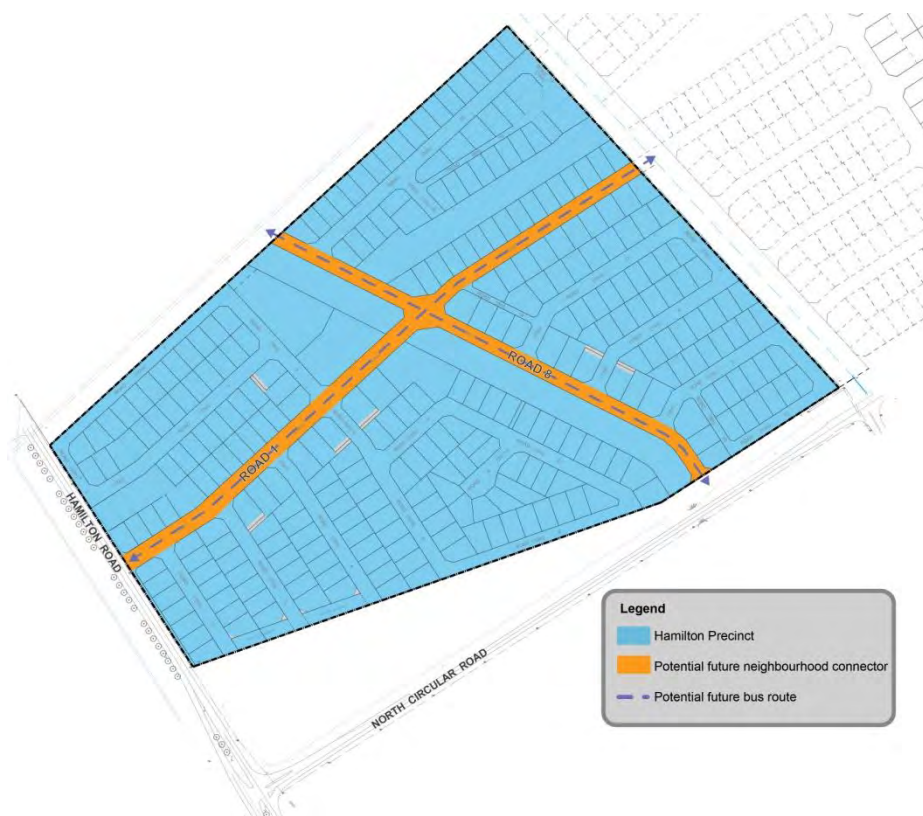 ROAD 8
ROAD 1
HAMILTON ROAD
NORTH CIRCULAR ROAD
Legend
Hamilton Precinct
Potential future neighbourhood connector
Potential future bus route